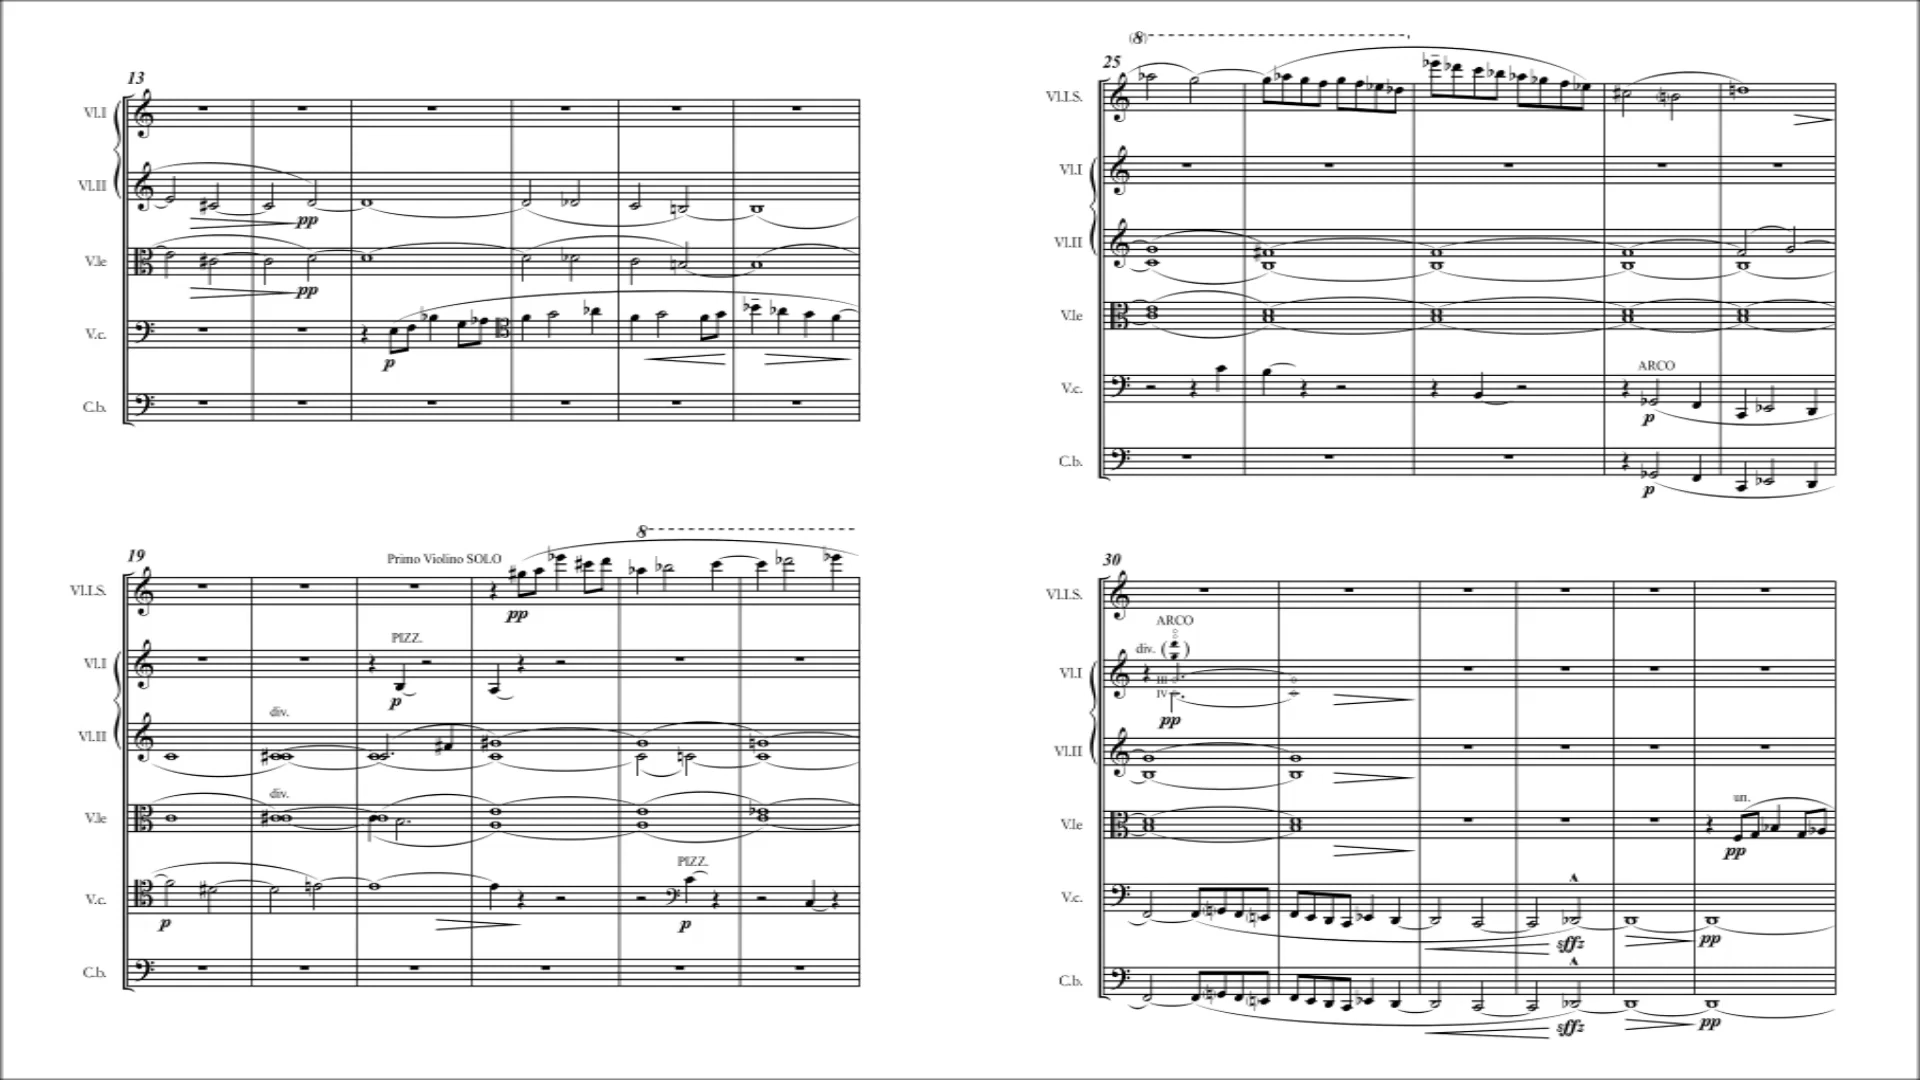 13
Vl.I
Vl.II
pp
V.le
pp
V.c.
p
C.b.
19
Primo Violino SOLO
8
Vl.I.S.
pp
PIZZ.
Vl.I
p
div.
Vl.II
div.
V.le
PIZZ.
V.c.
p
p
C.b.
(8)
25
Vl.I.S.
Vl.I
Vl.II
V.le
ARCO
V.c.
p
C.b.
p
30
Vl.I.S.
ARCO
div.
Vl.I
III
IV
pp
Vl.II
un.
V.le
pp
V.c.
sffz
pp
C.b.
sffz
pp